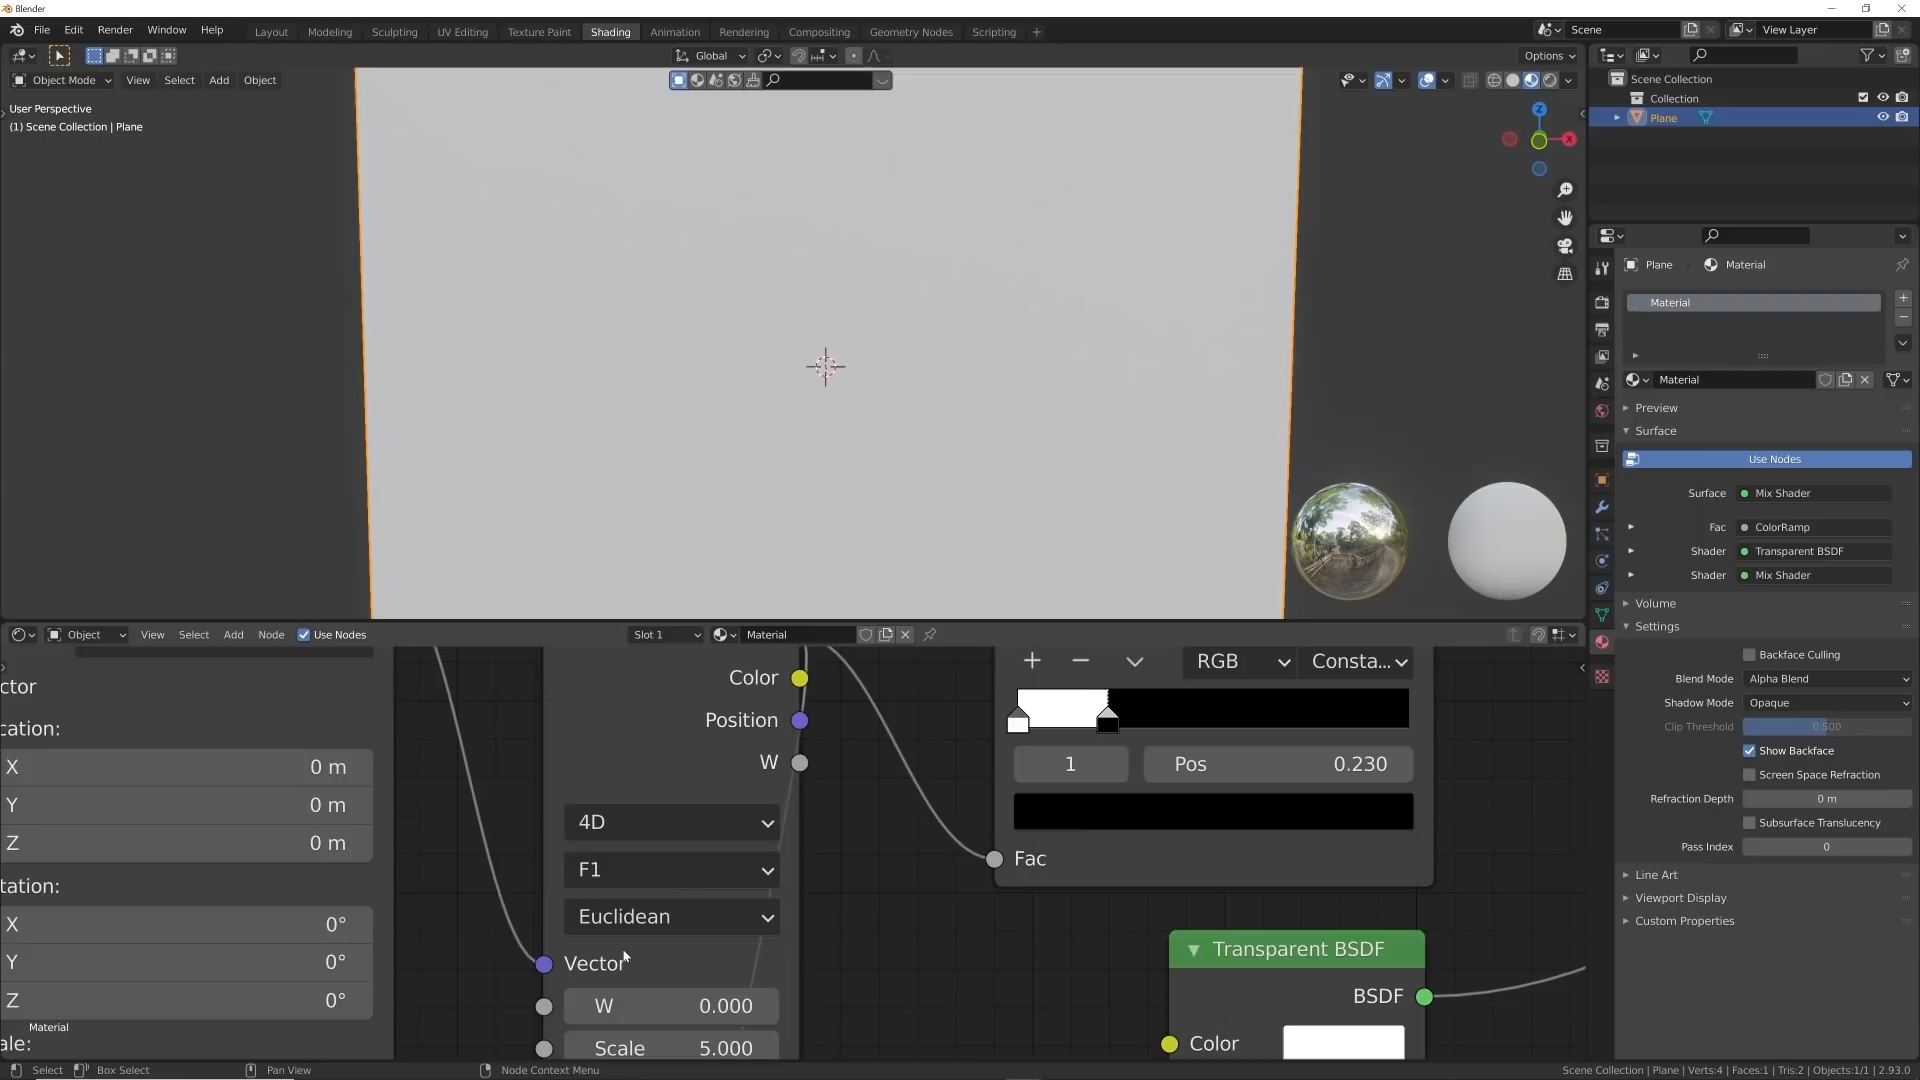 Blender
File Edit Render Window Help
Layout Modeling Sculpting UV Editing Texture Paint Shading Animation Rendering Compositing Geometry Nodes Scripting +
Scene
View Layer
Global
Options
Object Mode View Select Add Object
User Perspective
(1) Scene Collection | Plane
Z
X
Scene Collection
Collection
Plane
Plane Material
Material
Material
Preview
Surface
Use Nodes
Surface Mix Shader
Fac ColorRamp
Shader Transparent BSDF
Shader Mix Shader
Volume
Settings
Backface Culling
Blend Mode Alpha Blend
Shadow Mode Opaque
Clip Threshold 0.500
Show Backface
Screen Space Refraction
Refraction Depth 0 m
Subsurface Translucency
Pass Index 0
Line Art
Viewport Display
Custom Properties
Object View Select Add Node Use Nodes Slot 1 Material
ctor
cation:
X 0 m
Y 0 m
Z 0 m
tation:
X 0°
Y 0°
Z 0°
Material
ale:
Color
Position
W
4D
F1
Euclidean
Vector
W 0.000
Scale 5.000
RGB Consta...
1 Pos 0.230
Fac
Transparent BSDF
BSDF
Color
Select Box Select Pan View Node Context Menu Scene Collection | Plane | Verts:4 | Faces:1 | Tris:2 | Objects:1/1 | 2.93.0